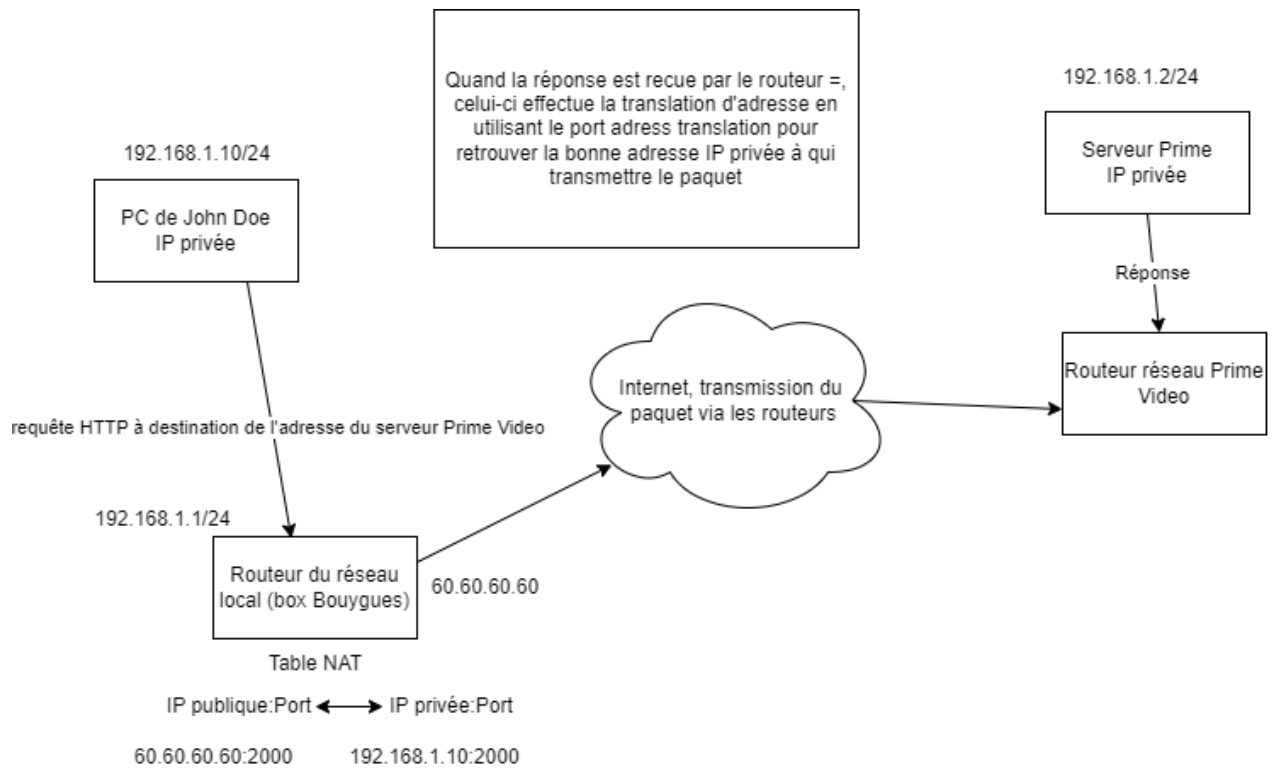 Quand la réponse est recue par le routeur =,
celui-ci effectue la translation d'adresse en
utilisant le port adress translation pour
retrouver la bonne adresse IP privée à qui
transmettre le paquet
192.168.1.2/24
Serveur Prime
IP privée
192.168.1.10/24
PC de John Doe
IP privée
Réponse
Routeur réseau Prime
Video
Internet, transmission du
paquet via les routeurs
requête HTTP à destination de l'adresse du serveur Prime Video
192.168.1.1/24
Routeur du réseau
local (box Bouygues)
60.60.60.60
Table NAT
IP publique:Port
IP privée:Port
60.60.60.60:2000
192.168.1.10:2000